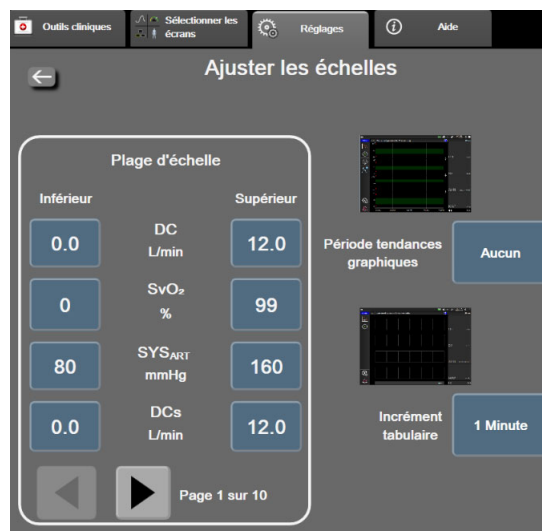 Outils cliniques
Sélectionner les
écrans
Réglages
Aide
Ajuster les échelles
Plage d'échelle
Inférieur
Supérieur
0.0
DC
L/min
12.0
0
SvO₂
%
99
80
SYSART
mmHg
160
0.0
DCs
L/min
12.0
Page 1 sur 10
Période tendances
graphiques
Aucun
Incrément
tabulaire
1 Minute